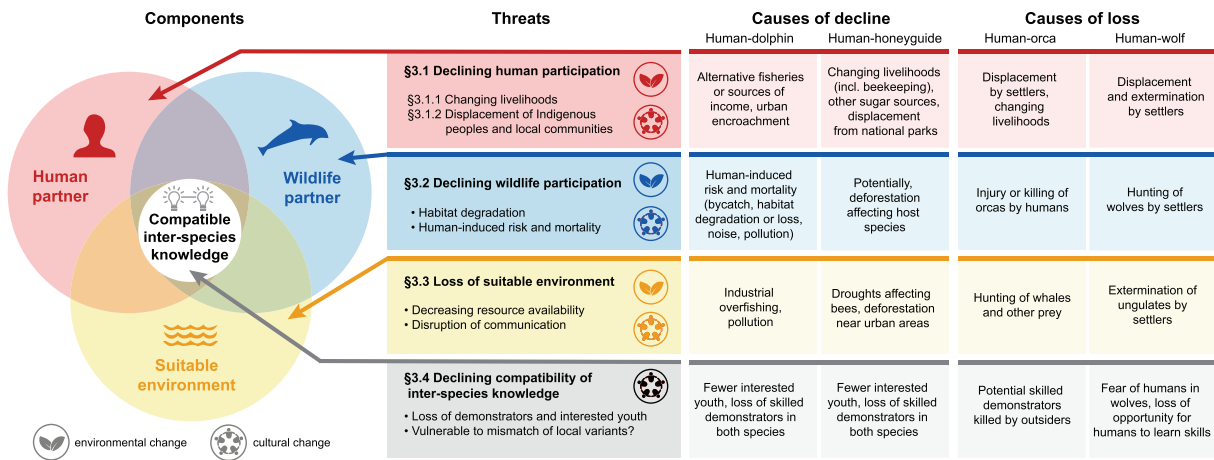 Components
Threats
Causes of decline
Causes of loss
Human-dolphin
Human-honeyguide
Human-orca
Human-wolf
Human
partner
Wildlife
partner
Compatible
inter-species
knowledge
Suitable
environment
environmental change
cultural change
§3.1 Declining human participation
§3.1.1 Changing livelihoods
§3.1.2 Displacement of Indigenous
peoples and local communities
Alternative fisheries
or sources of
income, urban
encroachment
Changing livelihoods
(incl. beekeeping),
other sugar sources,
displacement
from national parks
Displacement
by settlers,
changing
livelihoods
Displacement
and extermination
by settlers
§3.2 Declining wildlife participation
• Habitat degradation
• Human-induced risk and mortality
Human-induced
risk and mortality
(bycatch, habitat
degradation or loss,
noise, pollution)
Potentially,
deforestation
affecting host
species
Injury or killing of
orcas by humans
Hunting of
wolves by settlers
§3.3 Loss of suitable environment
• Decreasing resource availability
• Disruption of communication
Industrial
overfishing,
pollution
Droughts affecting
bees, deforestation
near urban areas
Hunting of whales
and other prey
Extermination of
ungulates by
settlers
§3.4 Declining compatibility of
inter-species knowledge
• Loss of demonstrators and interested youth
• Vulnerable to mismatch of local variants?
Fewer interested
youth, loss of skilled
demonstrators in
both species
Fewer interested
youth, loss of skilled
demonstrators in
both species
Potential skilled
demonstrators
killed by outsiders
Fear of humans in
wolves, loss of
opportunity for
humans to learn skills